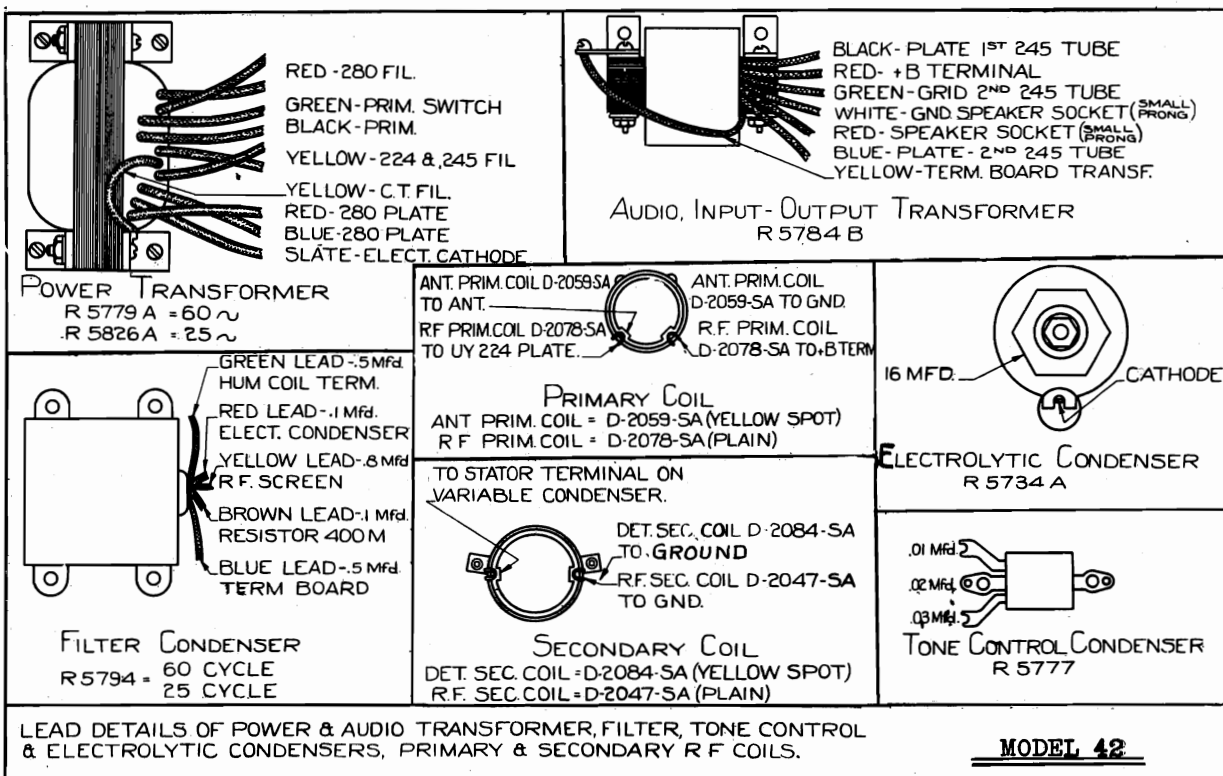 RED-280 FIL.
GREEN-PRIM. SWITCH
BLACK-PRIM.
YELLOW-224 & 245 FIL
YELLOW-C.T. FIL.
RED-280 PLATE
BLUE-280 PLATE
SLATE-ELECT. CATHODE
POWER TRANSFORMER
R 5779 A = 60 ~
R 5826 A = 25 ~
BLACK-PLATE 1ST 245 TUBE
RED- +B TERMINAL
GREEN-GRID 2ND 245 TUBE
WHITE-GND. SPEAKER SOCKET (SMALL PRONG)
RED-SPEAKER SOCKET (SMALL PRONG)
BLUE-PLATE-2ND 245 TUBE
YELLOW-TERM. BOARD TRANSF.
AUDIO, INPUT-OUTPUT TRANSFORMER
R 5784 B
GREEN LEAD-.5 Mfd.
HUM COIL TERM.
RED LEAD-.1 Mfd.
ELECT. CONDENSER
YELLOW LEAD-.8 Mfd
R.F. SCREEN
BROWN LEAD-.1 Mfd.
RESISTOR 400 M
BLUE LEAD-.5 Mfd.
TERM BOARD
FILTER CONDENSER
R 5794 = 60 CYCLE
25 CYCLE
ANT. PRIM. COIL D-2059-SA
TO ANT.
RF PRIM. COIL D-2078-SA
TO UY 224 PLATE.
ANT. PRIM. COIL
D-2059-SA TO GND.
R.F. PRIM. COIL
D-2078-SA TO +B TERM
PRIMARY COIL
ANT PRIM. COIL = D-2059-SA (YELLOW SPOT)
R F PRIM. COIL = D-2078-SA (PLAIN)
TO STATOR TERMINAL ON
VARIABLE CONDENSER.
DET. SEC. COIL D-2084-SA
TO GROUND
R.F. SEC. COIL D-2047-SA
TO GND.
SECONDARY COIL
DET. SEC. COIL = D-2084-SA (YELLOW SPOT)
R.F. SEC. COIL = D-2047-SA (PLAIN)
16 MFD.
CATHODE
ELECTROLYTIC CONDENSER
R 5734 A
.01 Mfd.
.02 Mfd.
.03 Mfd.
TONE CONTROL CONDENSER
R 5777
LEAD DETAILS OF POWER & AUDIO TRANSFORMER, FILTER, TONE CONTROL
& ELECTROLYTIC CONDENSERS, PRIMARY & SECONDARY R F COILS.
MODEL 42